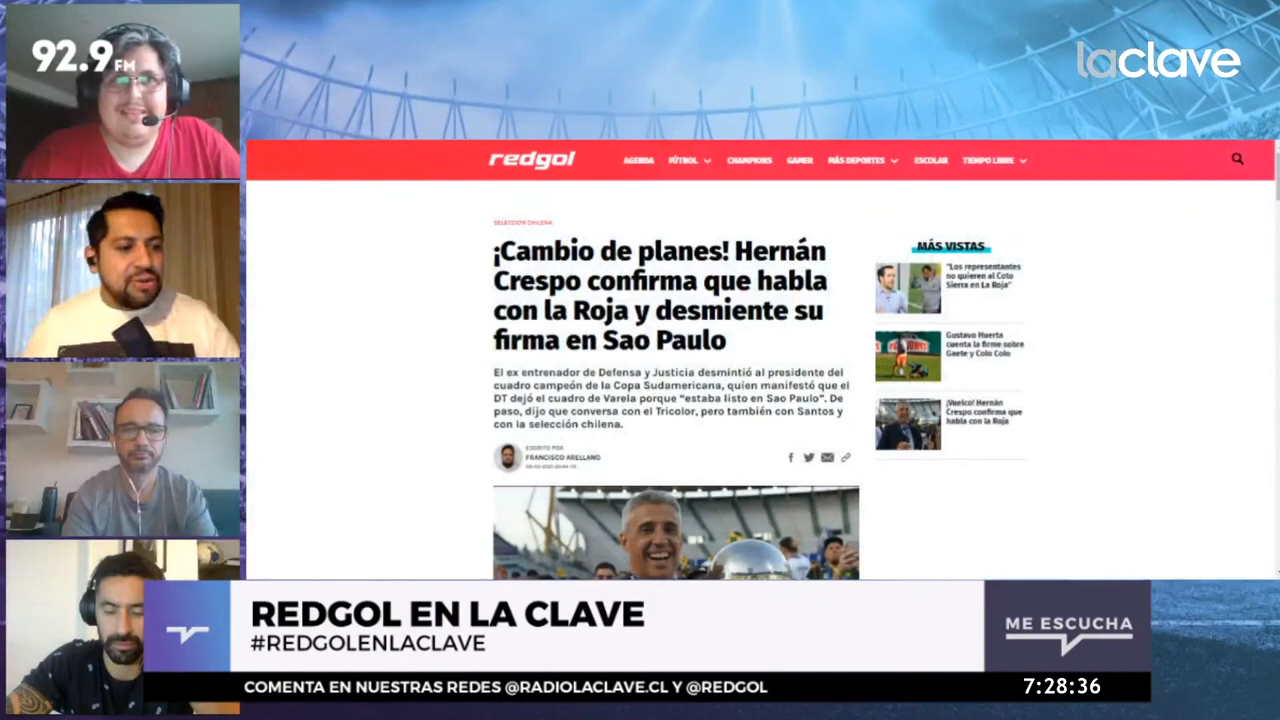 92.9 FM
laclave
redgol
AGENDA FÚTBOL CHAMPIONS GAMER MÁS DEPORTES ESCOLAR TIEMPO LIBRE
SELECCIÓN CHILENA
¡Cambio de planes! Hernán
Crespo confirma que habla
con la Roja y desmiente su
firma en Sao Paulo
El ex entrenador de Defensa y Justicia desmintió al presidente del
cuadro campeón de la Copa Sudamericana, quien manifestó que el
DT dejó el cuadro de Varela porque “estaba listo en Sao Paulo”. De
paso, dijo que conversa con el Tricolor, pero también con Santos y
con la selección chilena.
ESCRITO POR
FRANCISCO ARELLANO
MÁS VISTAS
"Los representantes
no quieren al Coto
Sierra en La Roja"
Gustavo Huerta
cuenta la firme sobre
Gaete y Colo Colo
¡Vuelco! Hernán
Crespo confirma que
habla con la Roja
REDGOL EN LA CLAVE
#REDGOLENLACLAVE
ME ESCUCHA
COMENTA EN NUESTRAS REDES @RADIOLACLAVE.CL Y @REDGOL
7:28:36